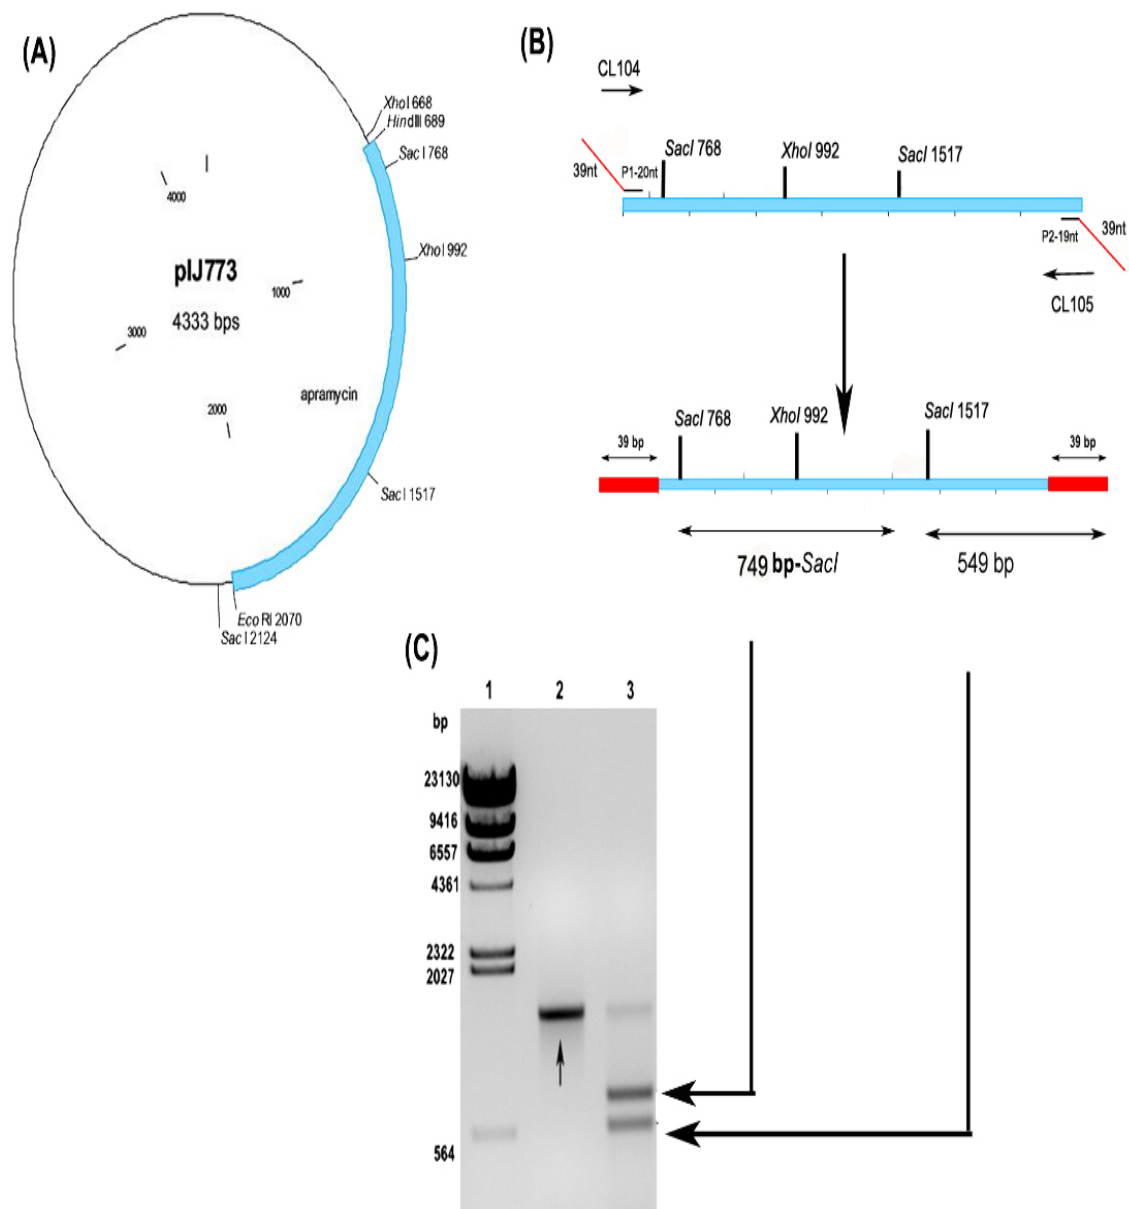 (A)
XhoI 668
HindIII 689
SacI 768
4000
XhoI 992
pIJ773
1000
4333 bps
3000
apramycin
2000
SacI 1517
EcoRI 2070
SacI 2124
(B)
CL104
39nt
P1-20nt
SacI 768
XhoI 992
SacI 1517
P2-19nt
39nt
CL105
SacI 768
XhoI 992
SacI 1517
39 bp
39 bp
749 bp-SacI
549 bp
(C)
1 2 3
bp
23130
9416
6557
4361
2322
2027
564